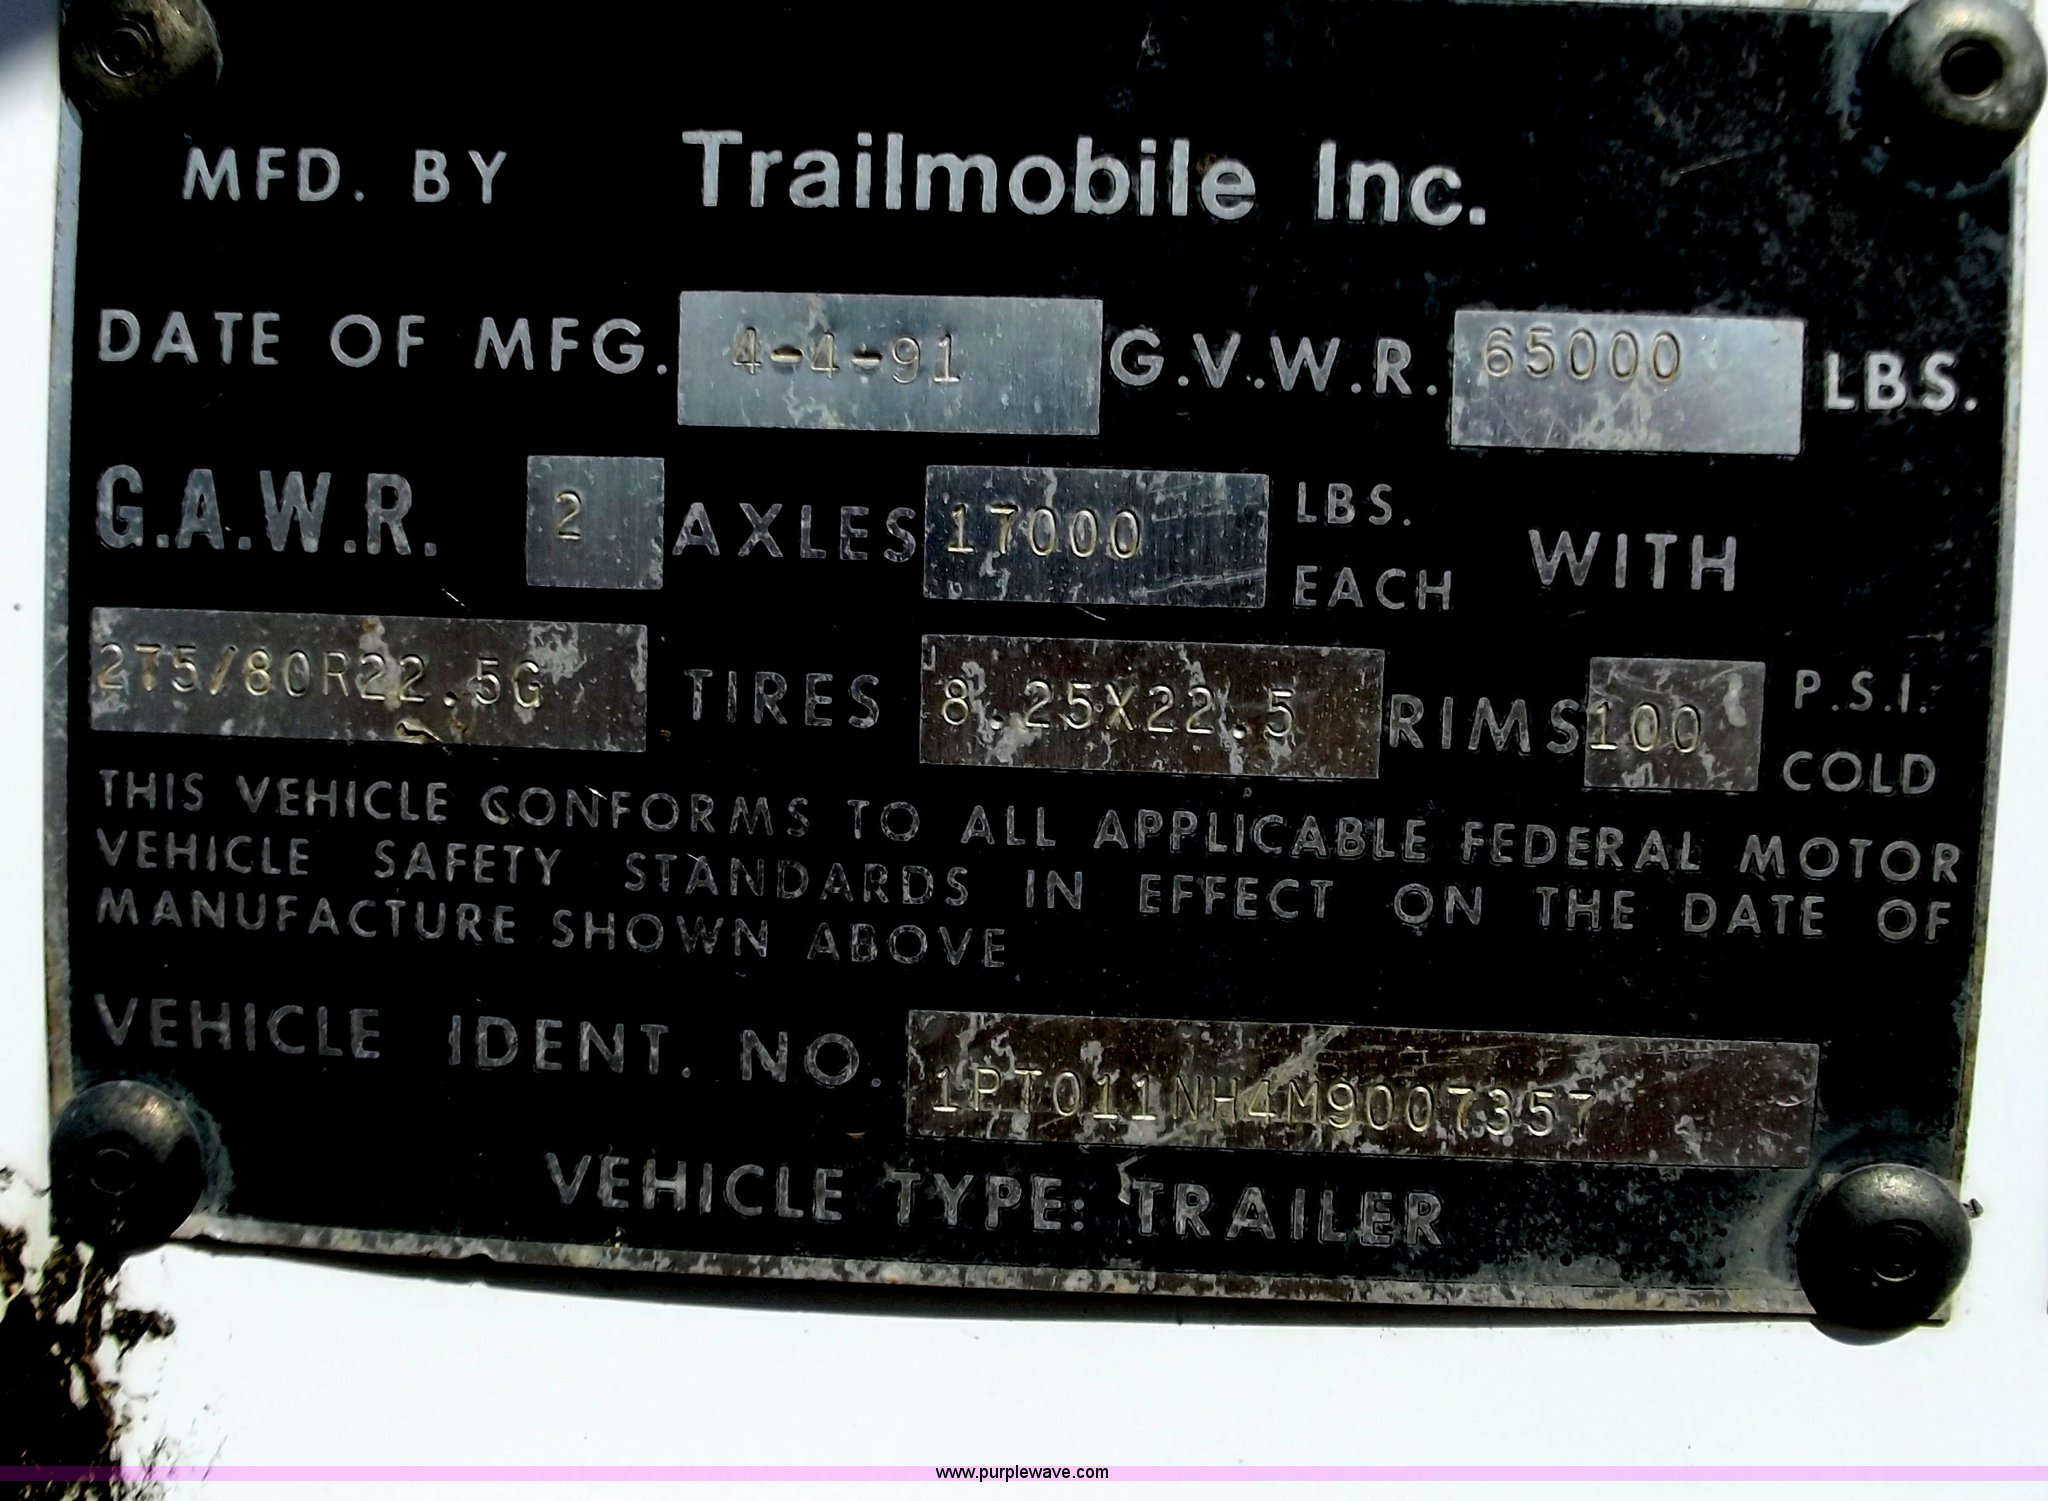 MFD. BY Trailmobile Inc.
DATE OF MFG. 4-4-91 G.V.W.R. 65000 LBS.
G.A.W.R. 2 AXLES 17000 LBS. EACH WITH
275/80R22.5G TIRES 8.25X22.5 RIMS 100 P.S.I. COLD
THIS VEHICLE CONFORMS TO ALL APPLICABLE FEDERAL MOTOR
VEHICLE SAFETY STANDARDS IN EFFECT ON THE DATE OF
MANUFACTURE SHOWN ABOVE
VEHICLE IDENT. NO. 1PT011NH4M9007357
VEHICLE TYPE: TRAILER
www.purplewave.com